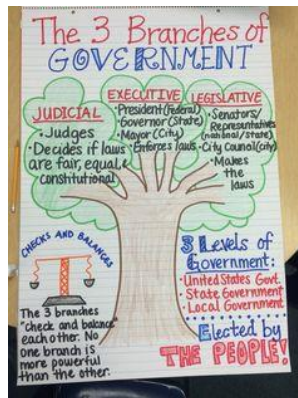 The 3 Branches of
GOVERNMENT
JUDICIAL
· Judges
· Decides if laws
are fair, equal, &
constitutional
EXECUTIVE
· President (Federal)
· Governor (State)
· Mayor (City)
· Enforces laws
LEGISLATIVE
· Senators/
Representatives
(national/state)
· City Council (city)
· Makes
the
laws
CHECKS AND BALANCES
The 3 branches
"check and balance"
each other. No
one branch is
more powerful
than the other.
3 Levels of
Government:
· United States Govt.
· State Government
· Local Government
Elected by
THE PEOPLE!